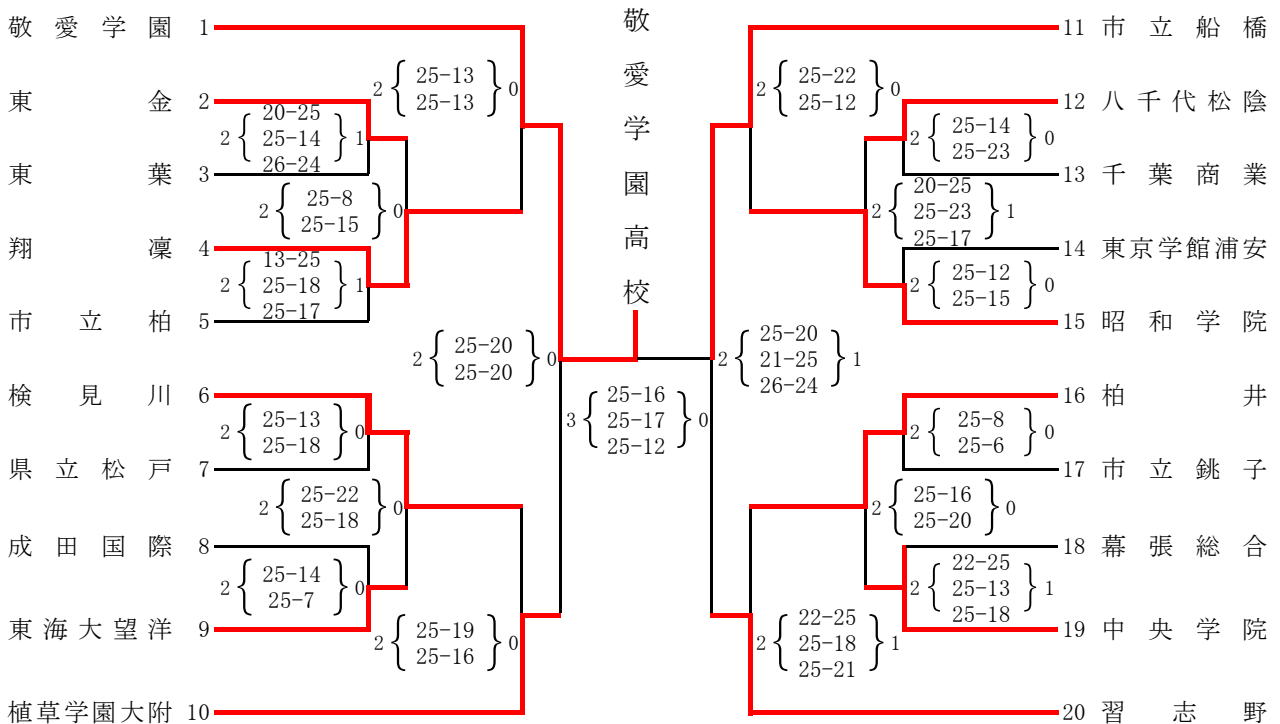 敬愛学園 1
東金 2
東葉 3
翔凜 4
市立柏 5
検見川 6
県立松戸 7
成田国際 8
東海大望洋 9
植草学園大附 10
2 25-13 0
25-13
20-25
2 25-14 1
26-24
2 25-8 0
25-15
13-25
2 25-18 1
25-17
2 25-20 0
25-20
2 25-13 0
25-18
2 25-22 0
25-18
2 25-14 0
25-7
2 25-19 0
25-16
敬愛学園高校
25-16
3 25-17 0
25-12
2 25-22 0
25-12
2 25-14 0
25-23
20-25
2 25-23 1
25-17
2 25-12 0
25-15
25-20
2 21-25 1
26-24
2 25-8 0
25-6
2 25-16 0
25-20
22-25
2 25-13 1
25-18
22-25
2 25-18 1
25-21
11 市立船橋
12 八千代松陰
13 千葉商業
14 東京学館浦安
15 昭和学院
16 柏井
17 市立銚子
18 幕張総合
19 中央学院
20 習志野